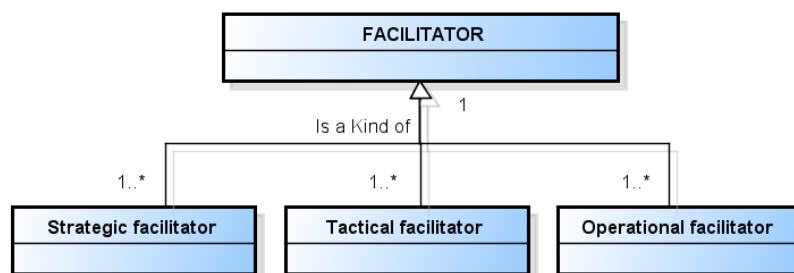 FACILITATOR
1
Is a Kind of
1..*
1..*
1..*
Strategic facilitator
Tactical facilitator
Operational facilitator